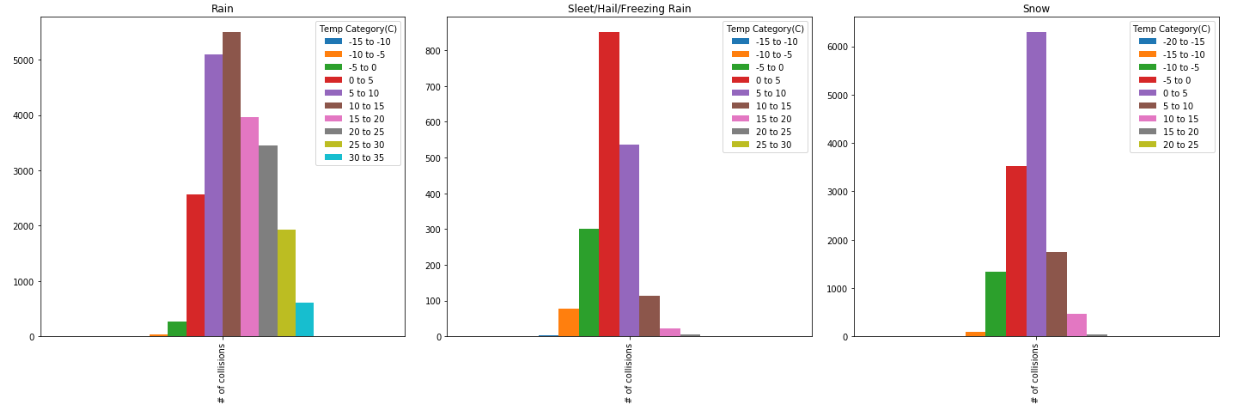 Rain
Temp Category(C)
-15 to -10
-10 to -5
-5 to 0
0 to 5
5 to 10
10 to 15
15 to 20
20 to 25
25 to 30
30 to 35
5000
4000
3000
2000
1000
0
# of collisions
Sleet/Hail/Freezing Rain
Temp Category(C)
-15 to -10
-10 to -5
-5 to 0
0 to 5
5 to 10
10 to 15
15 to 20
20 to 25
25 to 30
800
700
600
500
400
300
200
100
0
# of collisions
Snow
Temp Category(C)
-20 to -15
-15 to -10
-10 to -5
-5 to 0
0 to 5
5 to 10
10 to 15
15 to 20
20 to 25
6000
5000
4000
3000
2000
1000
0
# of collisions